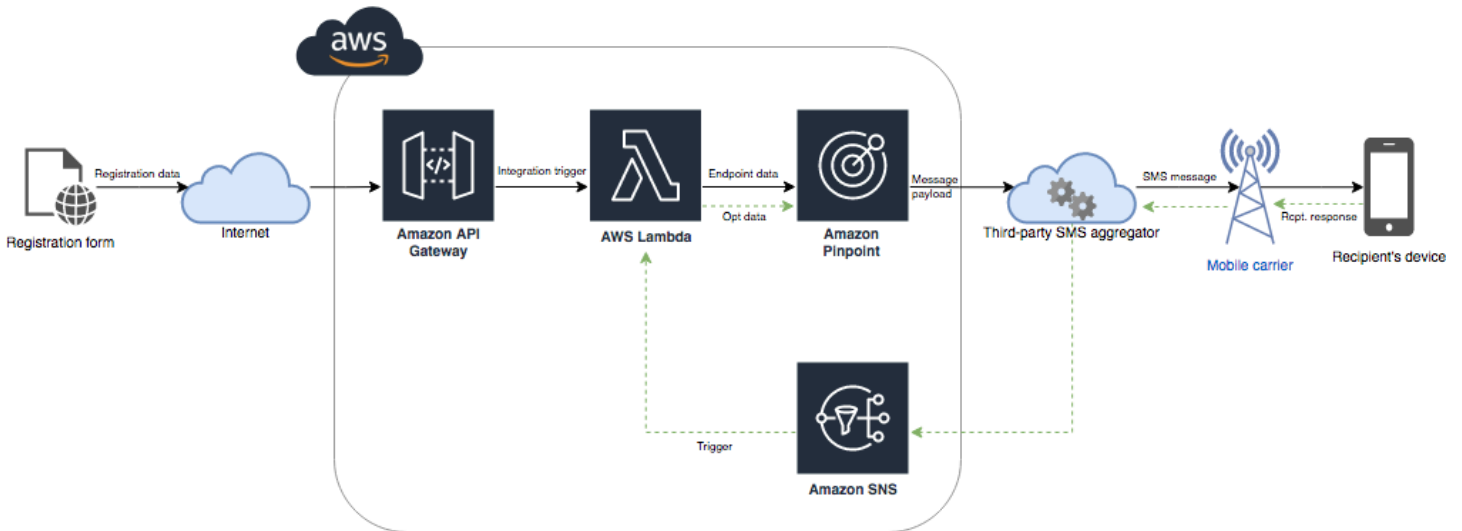 aws
Registration data
Registration form
Internet
Amazon API
Gateway
Integration trigger
AWS Lambda
Endpoint data
Opt data
Amazon
Pinpoint
Message
payload
Third-party SMS aggregator
SMS message
Mobile carrier
Rcpt. response
Recipient's device
Trigger
Amazon SNS